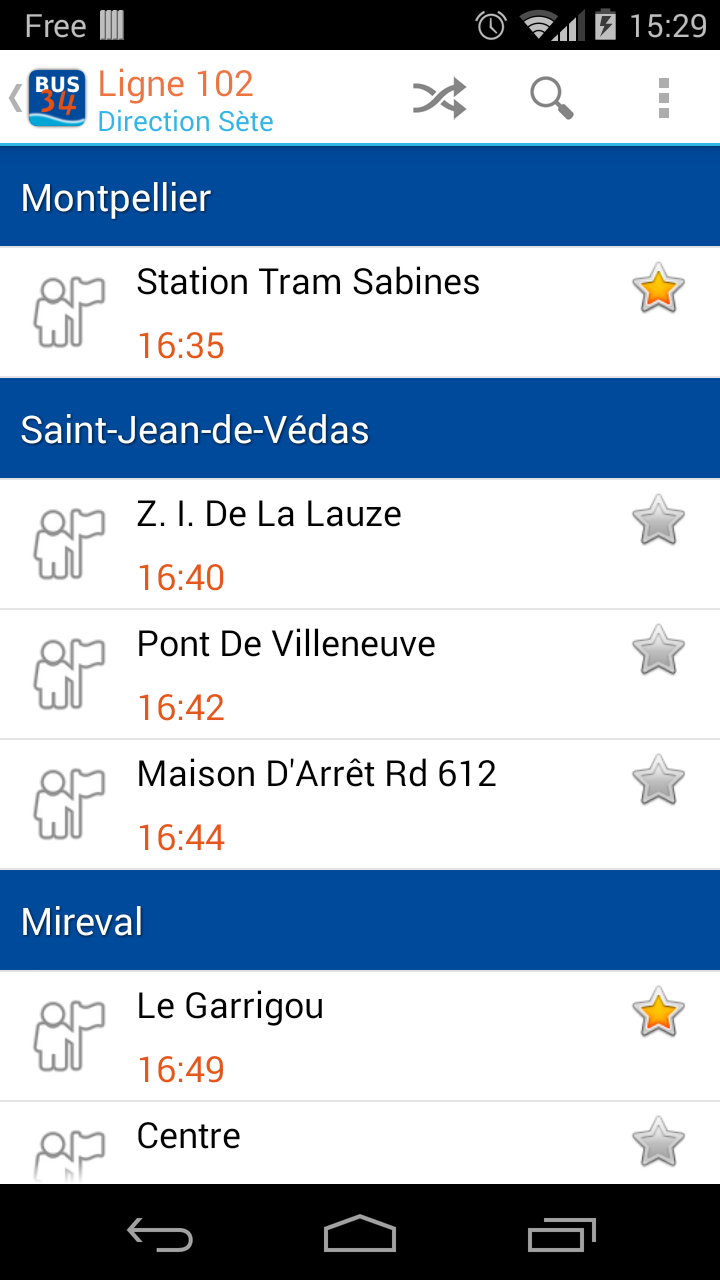 Free 15:29
BUS
34
Ligne 102
Direction Sète
Montpellier
Station Tram Sabines
16:35
Saint-Jean-de-Védas
Z. I. De La Lauze
16:40
Pont De Villeneuve
16:42
Maison D'Arrêt Rd 612
16:44
Mireval
Le Garrigou
16:49
Centre